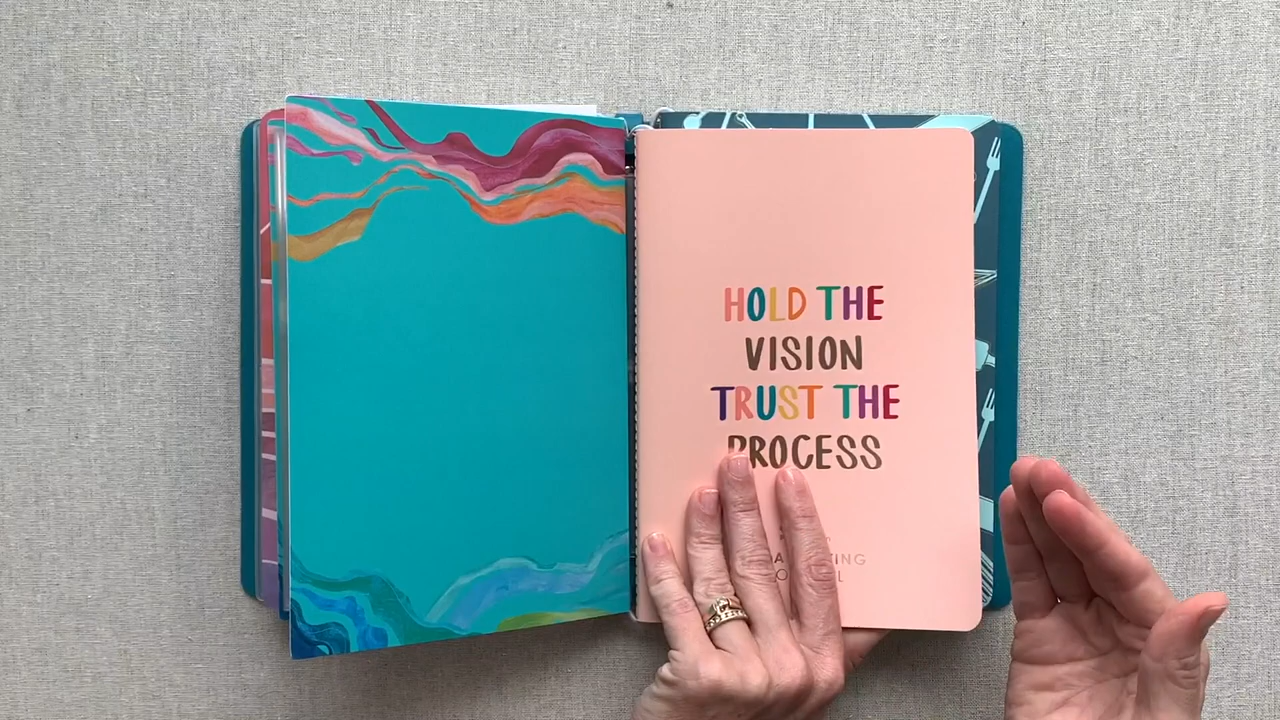 HOLD THE
VISION
TRUST THE
PROCESS